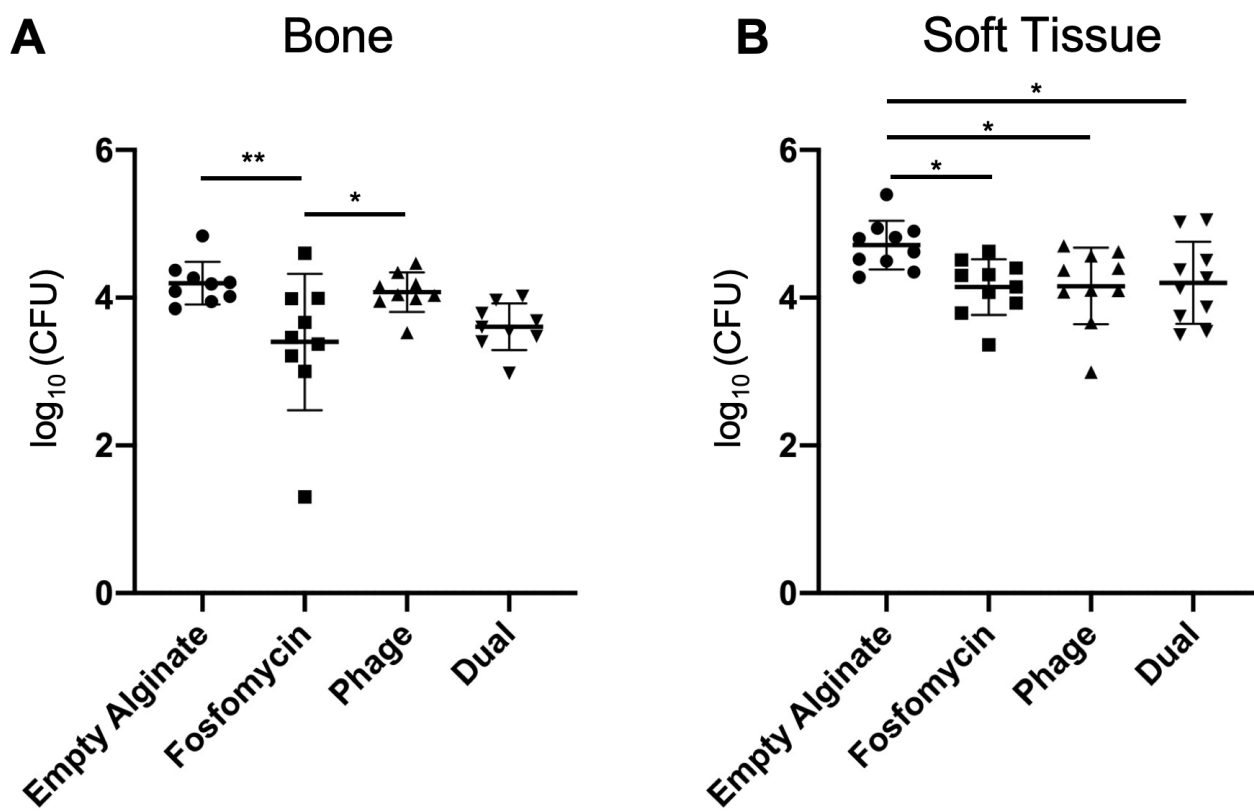 A
Bone
**
*
6
4
2
0
log10 (CFU)
Empty Alginate
Fosfomycin
Phage
Dual
B
Soft Tissue
*
*
*
6
4
2
0
log10 (CFU)
Empty Alginate
Fosfomycin
Phage
Dual